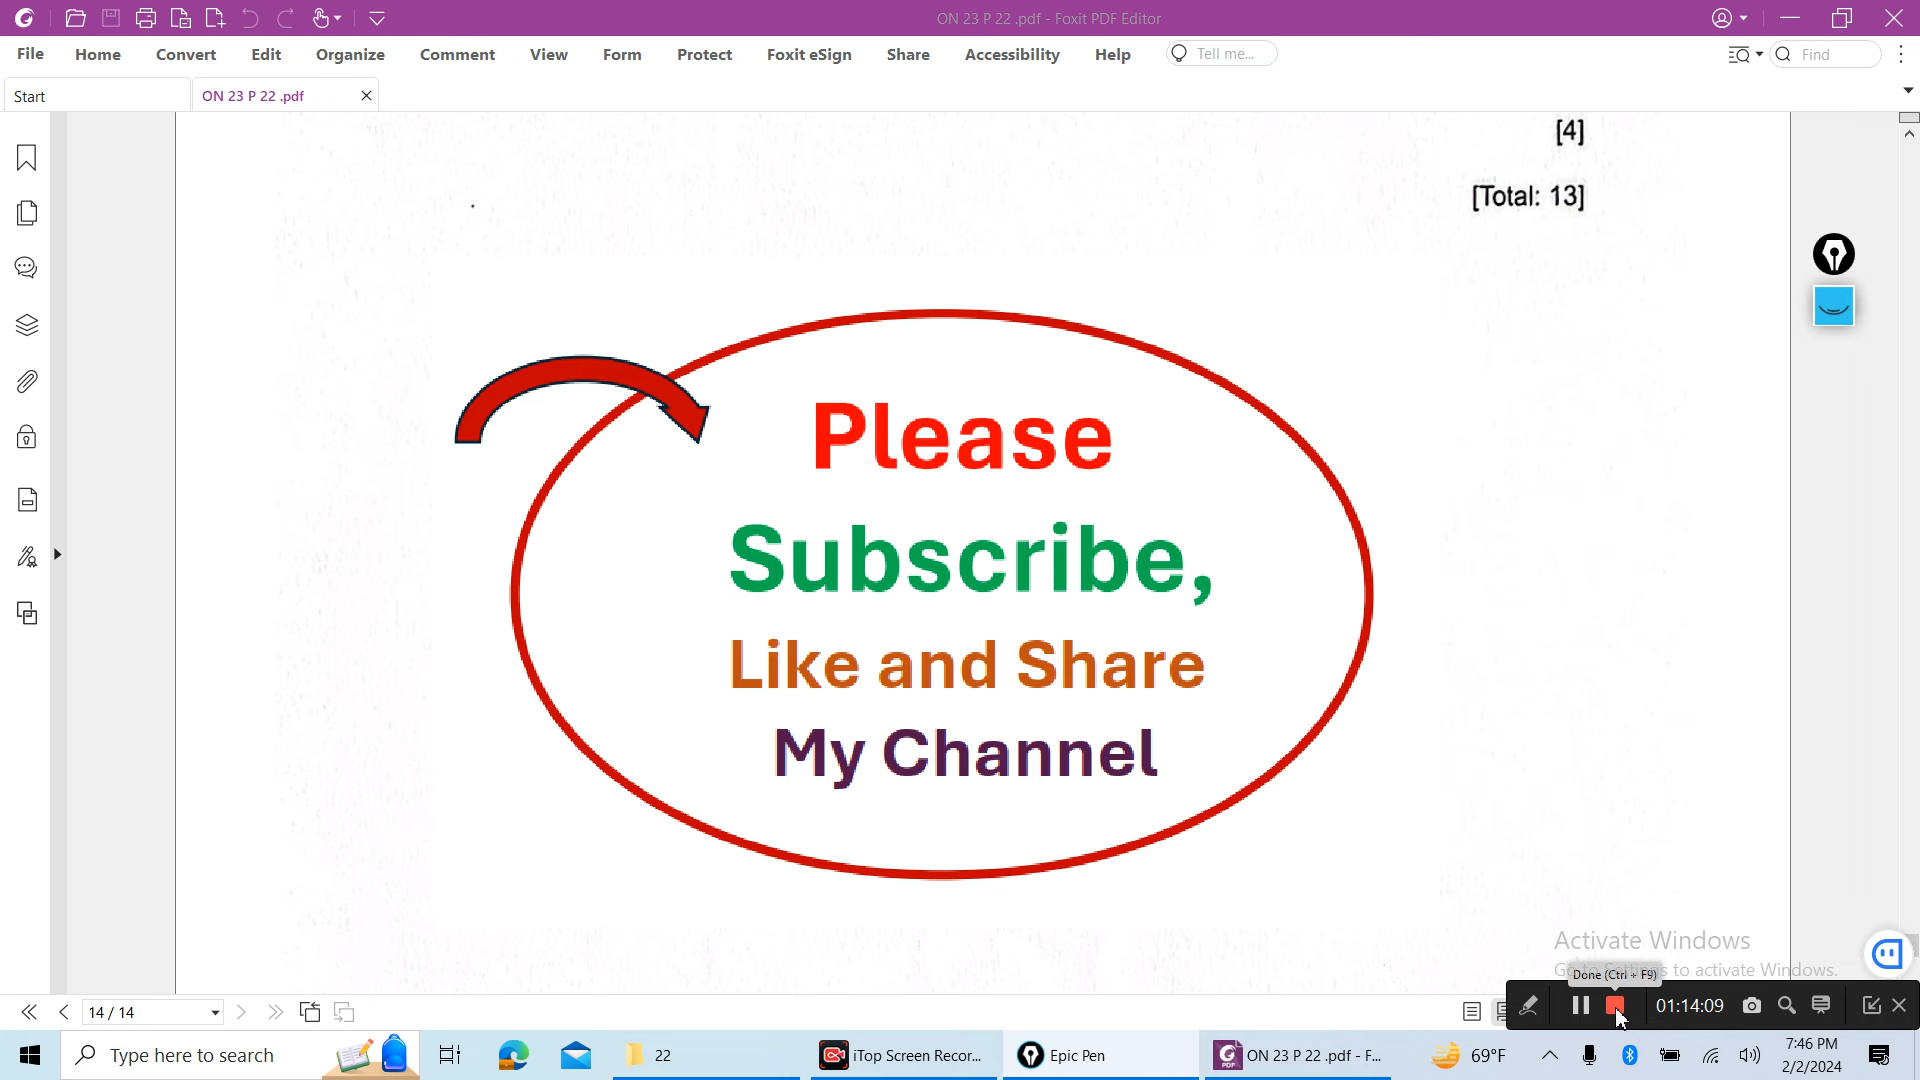 ON 23 P 22 .pdf - Foxit PDF Editor
File Home Convert Edit Organize Comment View Form Protect Foxit eSign Share Accessibility Help Tell me... Find
Start ON 23 P 22 .pdf
[4]
[Total: 13]
Please
Subscribe,
Like and Share
My Channel
Activate Windows
Go to Settings to activate Windows.
Done (Ctrl + F9)
14 / 14
01:14:09
Type here to search 22 iTop Screen Recor... Epic Pen ON 23 P 22 .pdf - F... 69°F 7:46 PM
2/2/2024